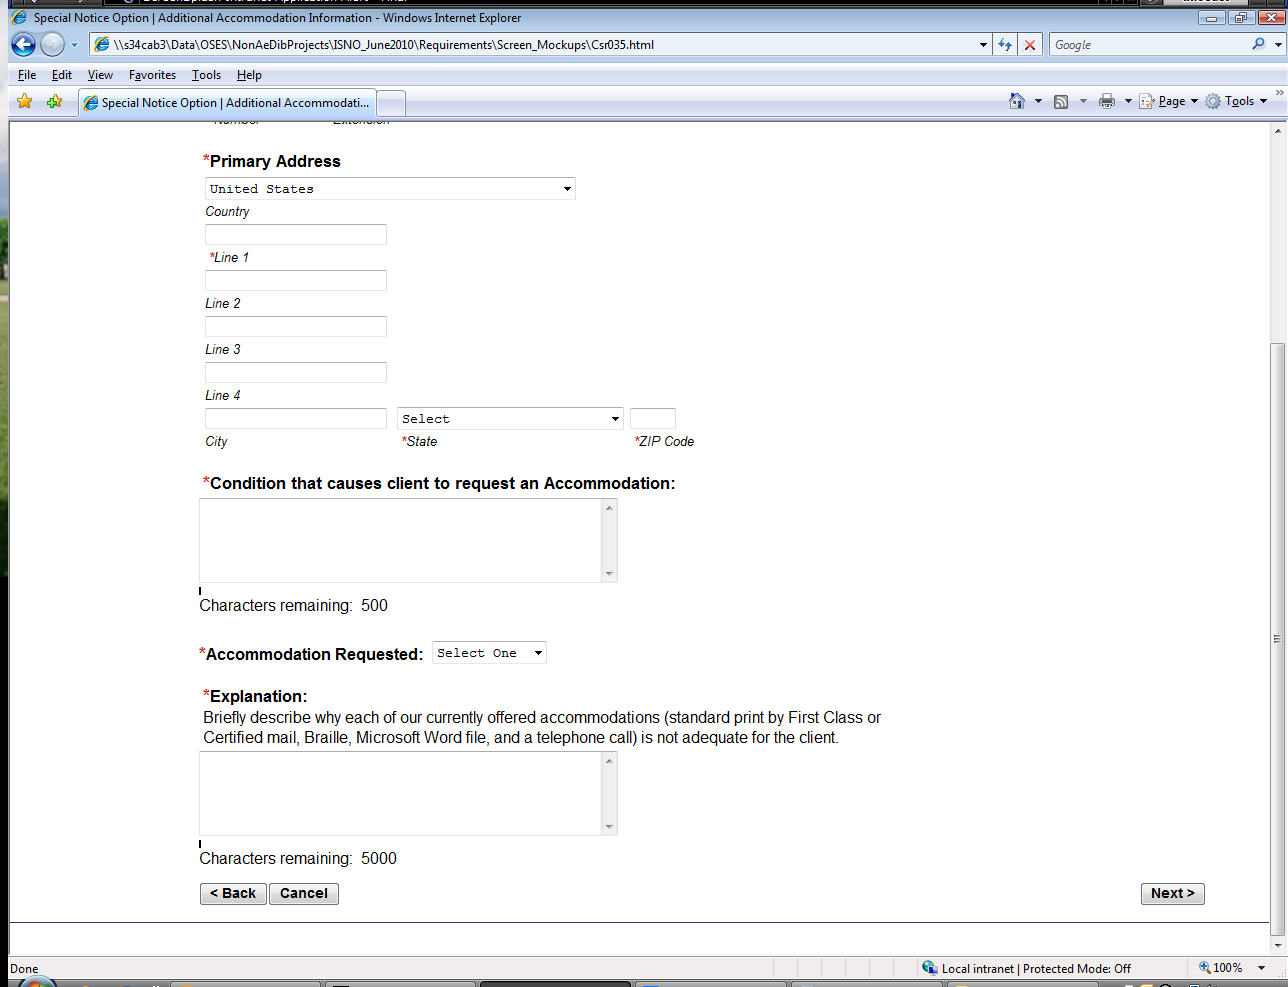 Special Notice Option | Additional Accommodation Information - Windows Internet Explorer
\\s34cab3\Data\OSES\NonAeDibProjects\ISNO_June2010\Requirements\Screen_Mockups\Csr035.html
Google
File Edit View Favorites Tools Help
Special Notice Option | Additional Accommodati...
Page Tools
Number Extension
*Primary Address
United States
Country
*Line 1
Line 2
Line 3
Line 4
Select
City *State *ZIP Code
*Condition that causes client to request an Accommodation:
Characters remaining: 500
*Accommodation Requested: Select One
*Explanation:
Briefly describe why each of our currently offered accommodations (standard print by First Class or
Certified mail, Braille, Microsoft Word file, and a telephone call) is not adequate for the client.
Characters remaining: 5000
< Back Cancel Next >
Done Local intranet | Protected Mode: Off 100%